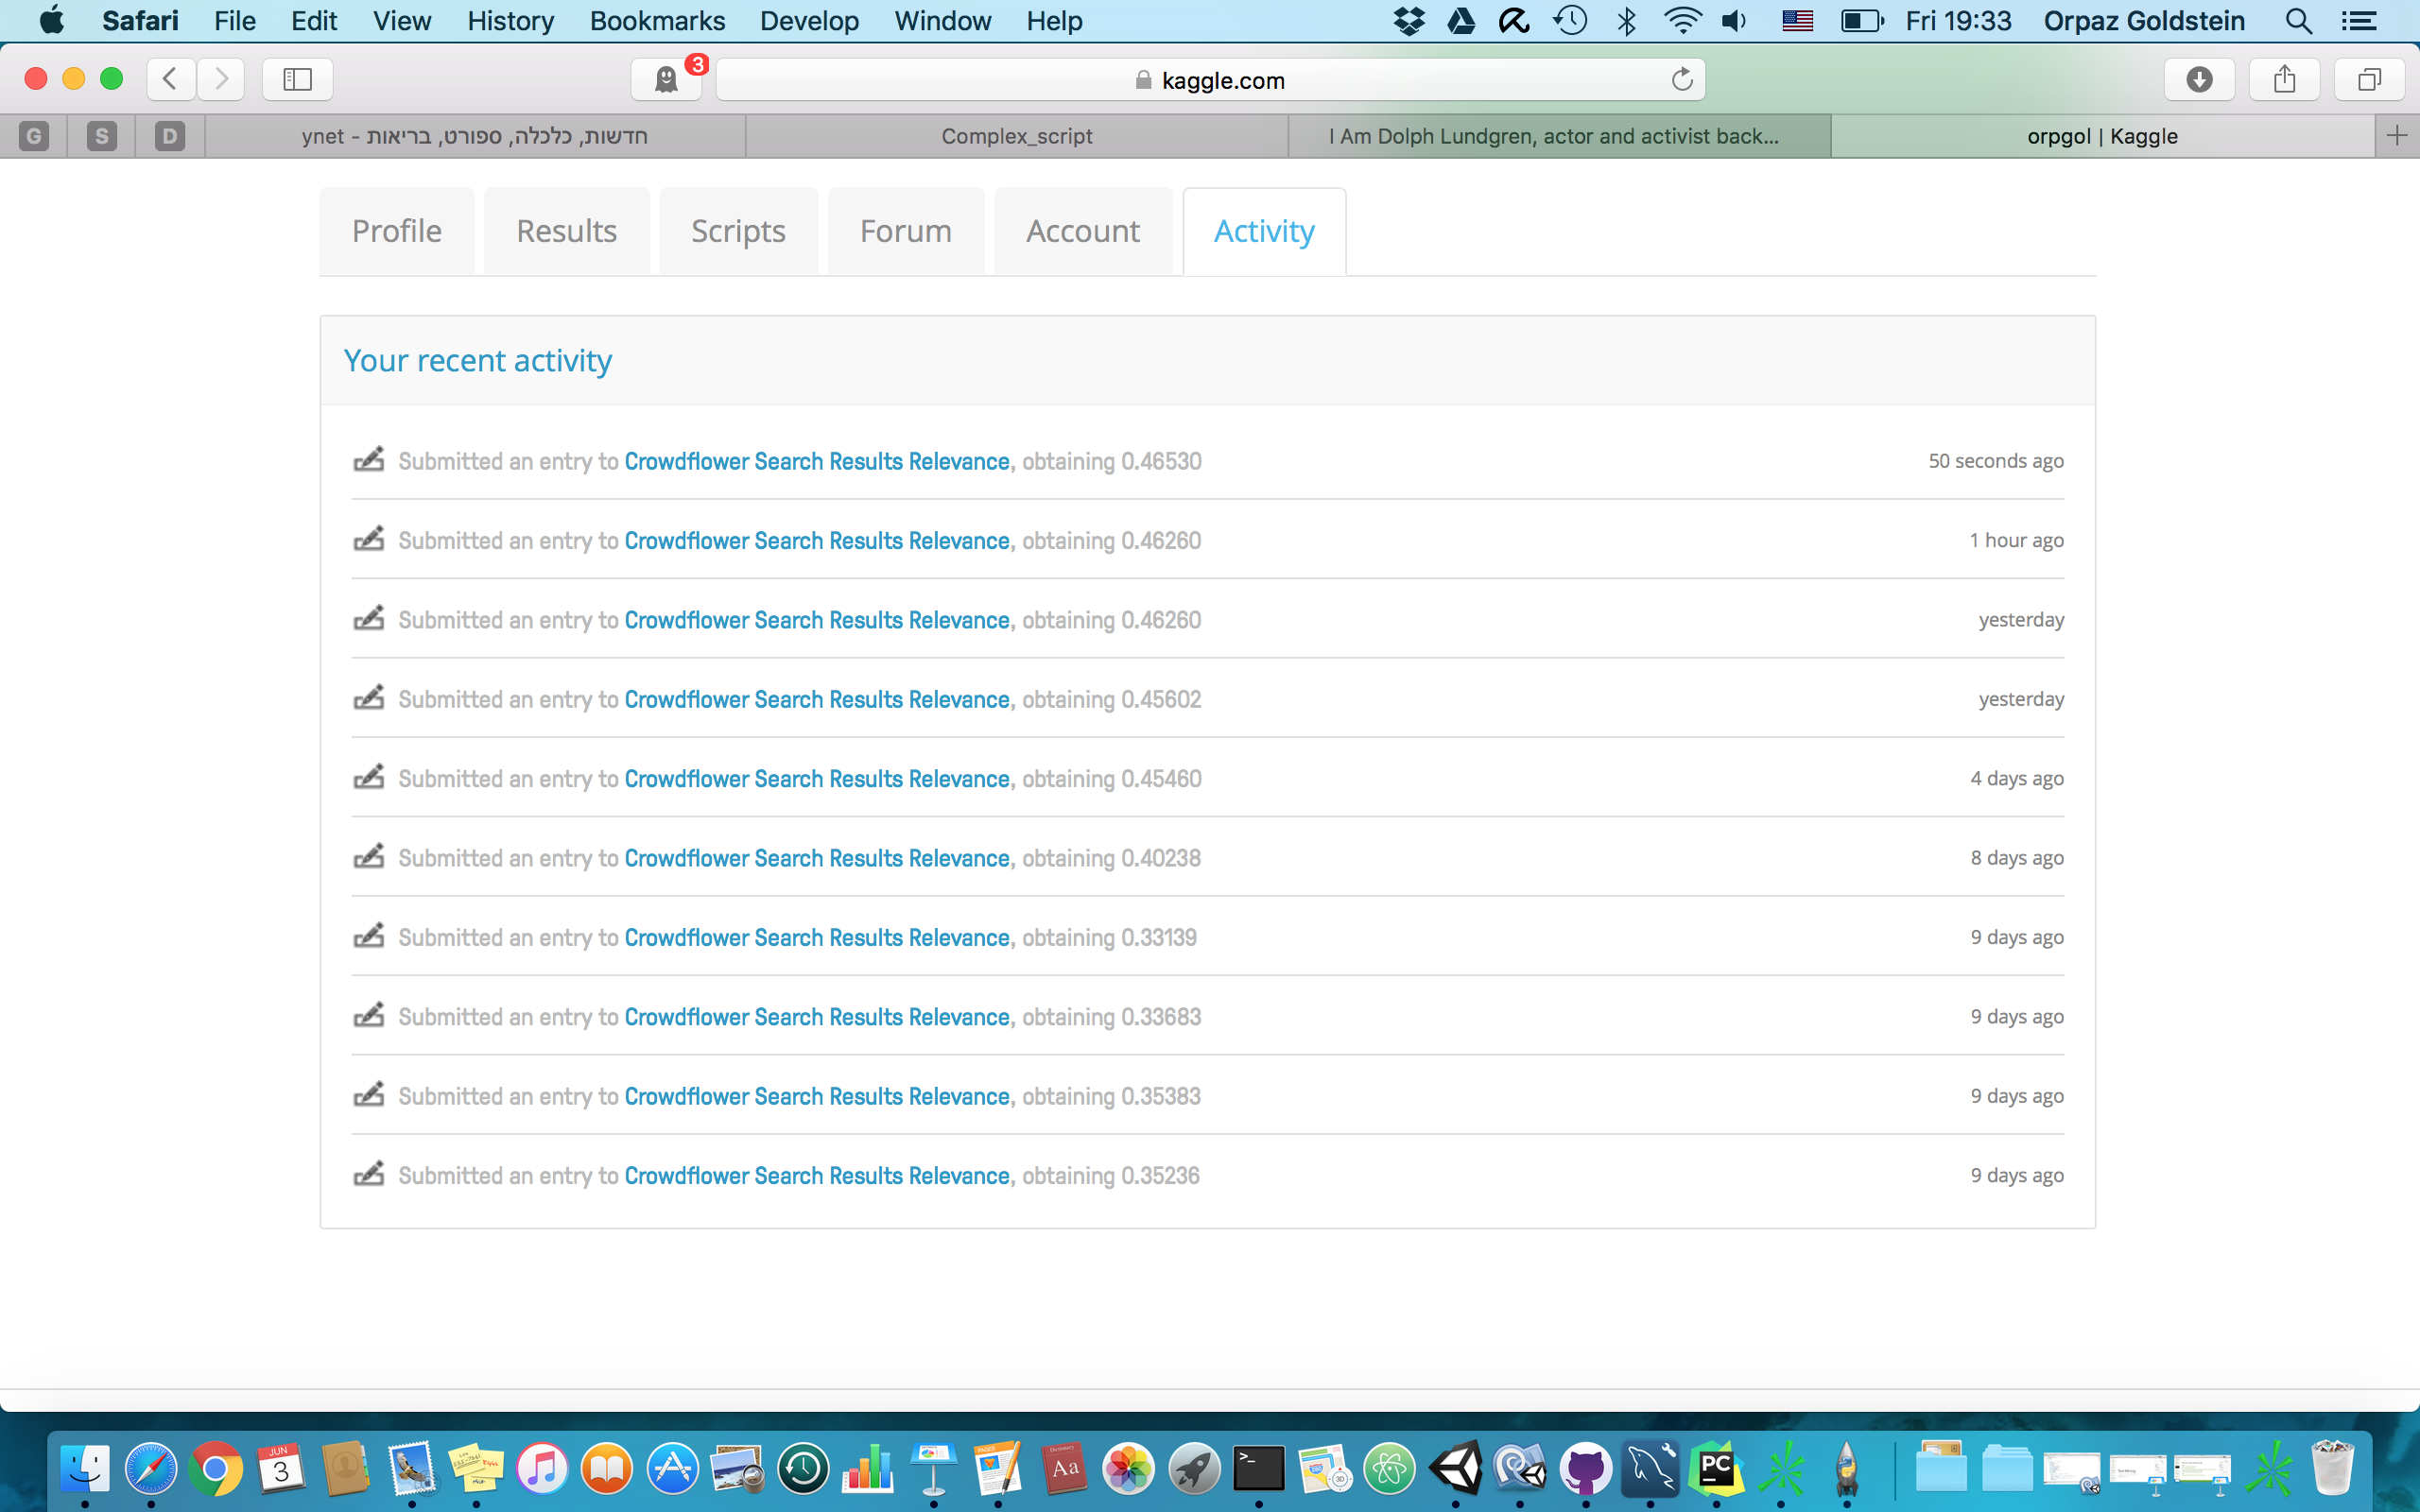 Safari File Edit View History Bookmarks Develop Window Help Fri 19:33 Orpaz Goldstein
3 kaggle.com
G S D ynet - חדשות, כלכלה, ספורט, בריאות Complex_script I Am Dolph Lundgren, actor and activist back... orpgol | Kaggle
Profile Results Scripts Forum Account Activity
Your recent activity
Submitted an entry to Crowdflower Search Results Relevance, obtaining 0.46530 50 seconds ago
Submitted an entry to Crowdflower Search Results Relevance, obtaining 0.46260 1 hour ago
Submitted an entry to Crowdflower Search Results Relevance, obtaining 0.46260 yesterday
Submitted an entry to Crowdflower Search Results Relevance, obtaining 0.45602 yesterday
Submitted an entry to Crowdflower Search Results Relevance, obtaining 0.45460 4 days ago
Submitted an entry to Crowdflower Search Results Relevance, obtaining 0.40238 8 days ago
Submitted an entry to Crowdflower Search Results Relevance, obtaining 0.33139 9 days ago
Submitted an entry to Crowdflower Search Results Relevance, obtaining 0.33683 9 days ago
Submitted an entry to Crowdflower Search Results Relevance, obtaining 0.35383 9 days ago
Submitted an entry to Crowdflower Search Results Relevance, obtaining 0.35236 9 days ago
JUN 3 PAGES Dictionary Aa >_ 3D PC